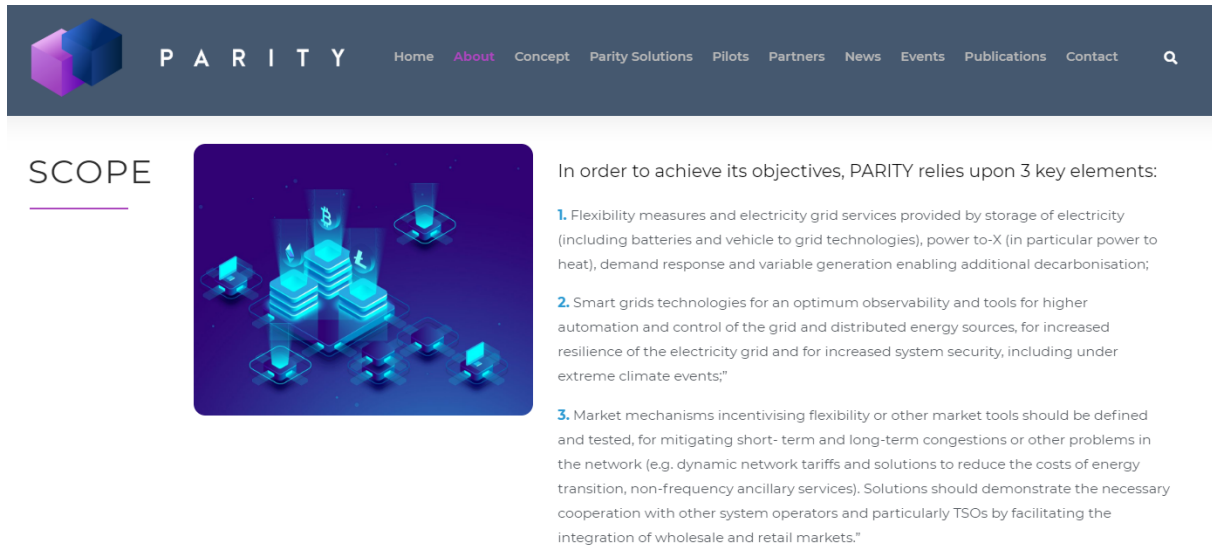 PARITY
Home About Concept Parity Solutions Pilots Partners News Events Publications Contact
SCOPE
In order to achieve its objectives, PARITY relies upon 3 key elements:
1. Flexibility measures and electricity grid services provided by storage of electricity
(including batteries and vehicle to grid technologies), power to-X (in particular power to
heat), demand response and variable generation enabling additional decarbonisation;
2. Smart grids technologies for an optimum observability and tools for higher
automation and control of the grid and distributed energy sources, for increased
resilience of the electricity grid and for increased system security, including under
extreme climate events;”
3. Market mechanisms incentivising flexibility or other market tools should be defined
and tested, for mitigating short- term and long-term congestions or other problems in
the network (e.g. dynamic network tariffs and solutions to reduce the costs of energy
transition, non-frequency ancillary services). Solutions should demonstrate the necessary
cooperation with other system operators and particularly TSOs by facilitating the
integration of wholesale and retail markets.”